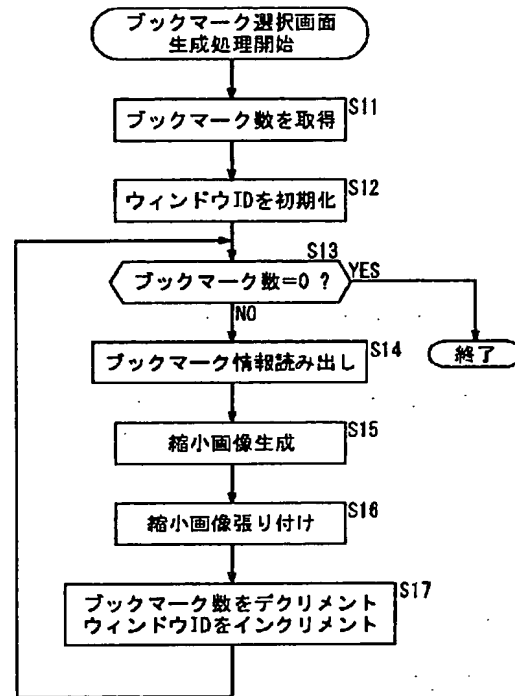 ブックマーク選択画面
生成処理開始
S11
ブックマーク数を取得
S12
ウィンドウIDを初期化
S13
ブックマーク数=0 ?
YES
NO
終了
S14
ブックマーク情報読み出し
S15
縮小画像生成
S16
縮小画像張り付け
S17
ブックマーク数をデクリメント
ウィンドウIDをインクリメント